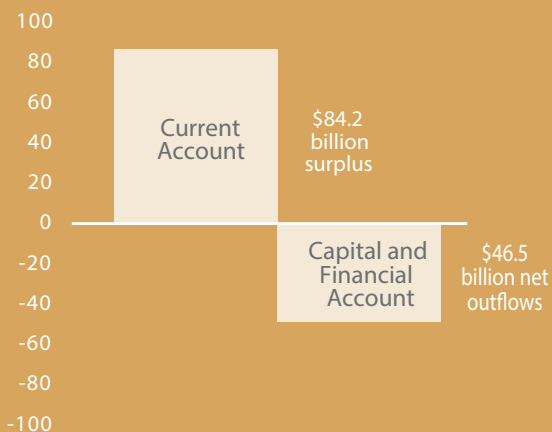 100
80
60
40
20
0
-20
-40
-60
-80
-100
Current
Account
$84.2
billion
surplus
Capital and
Financial
Account
$46.5
billion net
outflows